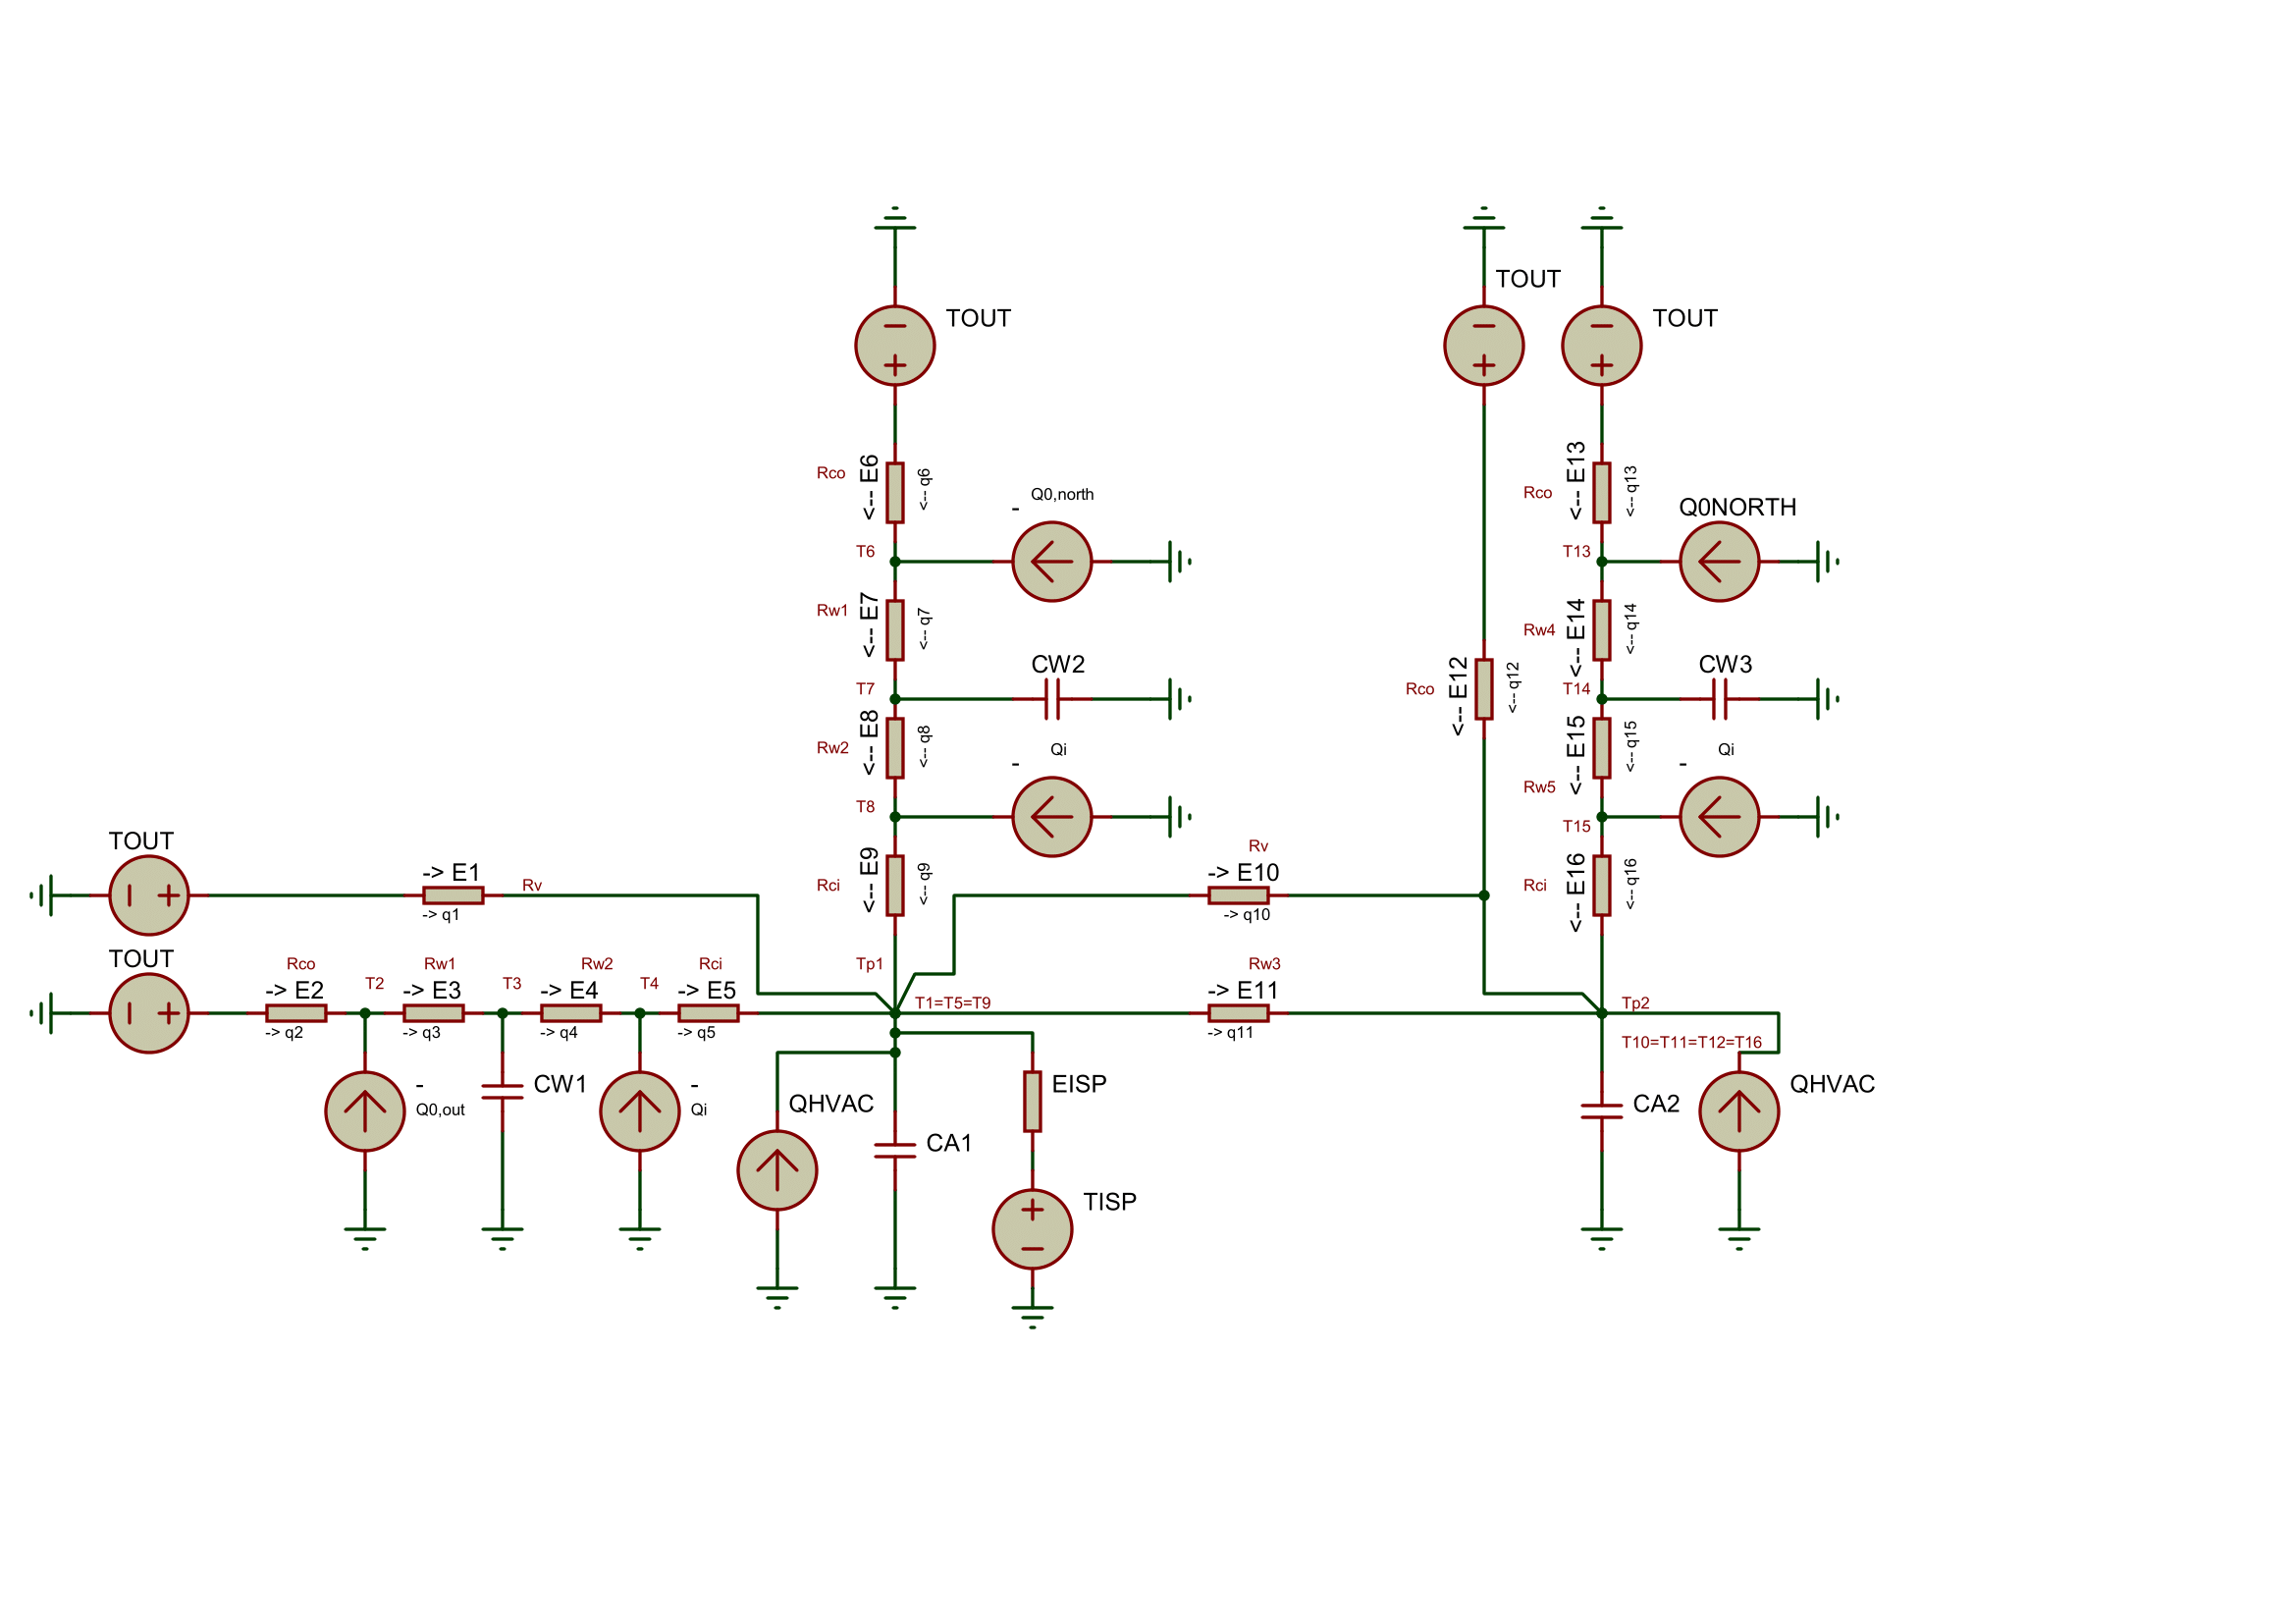 TOUT
TOUT
TOUT
Rco
<-- E6
<-- q6
Q0,north
-
T6
Rw1
<-- E7
<-- q7
CW2
T7
Rw2
<-- E8
<-- q8
Qi
-
T8
Rci
<-- E9
<-- q9
Tp1
T1=T5=T9
Rco
<-- E12
<-- q12
Rco
<-- E13
<-- q13
Q0NORTH
T13
Rw4
<-- E14
<-- q14
CW3
T14
<-- E15
<-- q15
Rw5
Qi
-
T15
Rci
<-- E16
<-- q16
TOUT
-> E1
Rv
-> q1
TOUT
Rco
-> E2
-> q2
T2
Rw1
-> E3
-> q3
T3
Rw2
-> E4
-> q4
T4
Rci
-> E5
-> q5
Rv
-> E10
-> q10
Rw3
-> E11
-> q11
Tp2
T10=T11=T12=T16
-
Q0,out
CW1
-
Qi
QHVAC
CA1
EISP
TISP
CA2
QHVAC